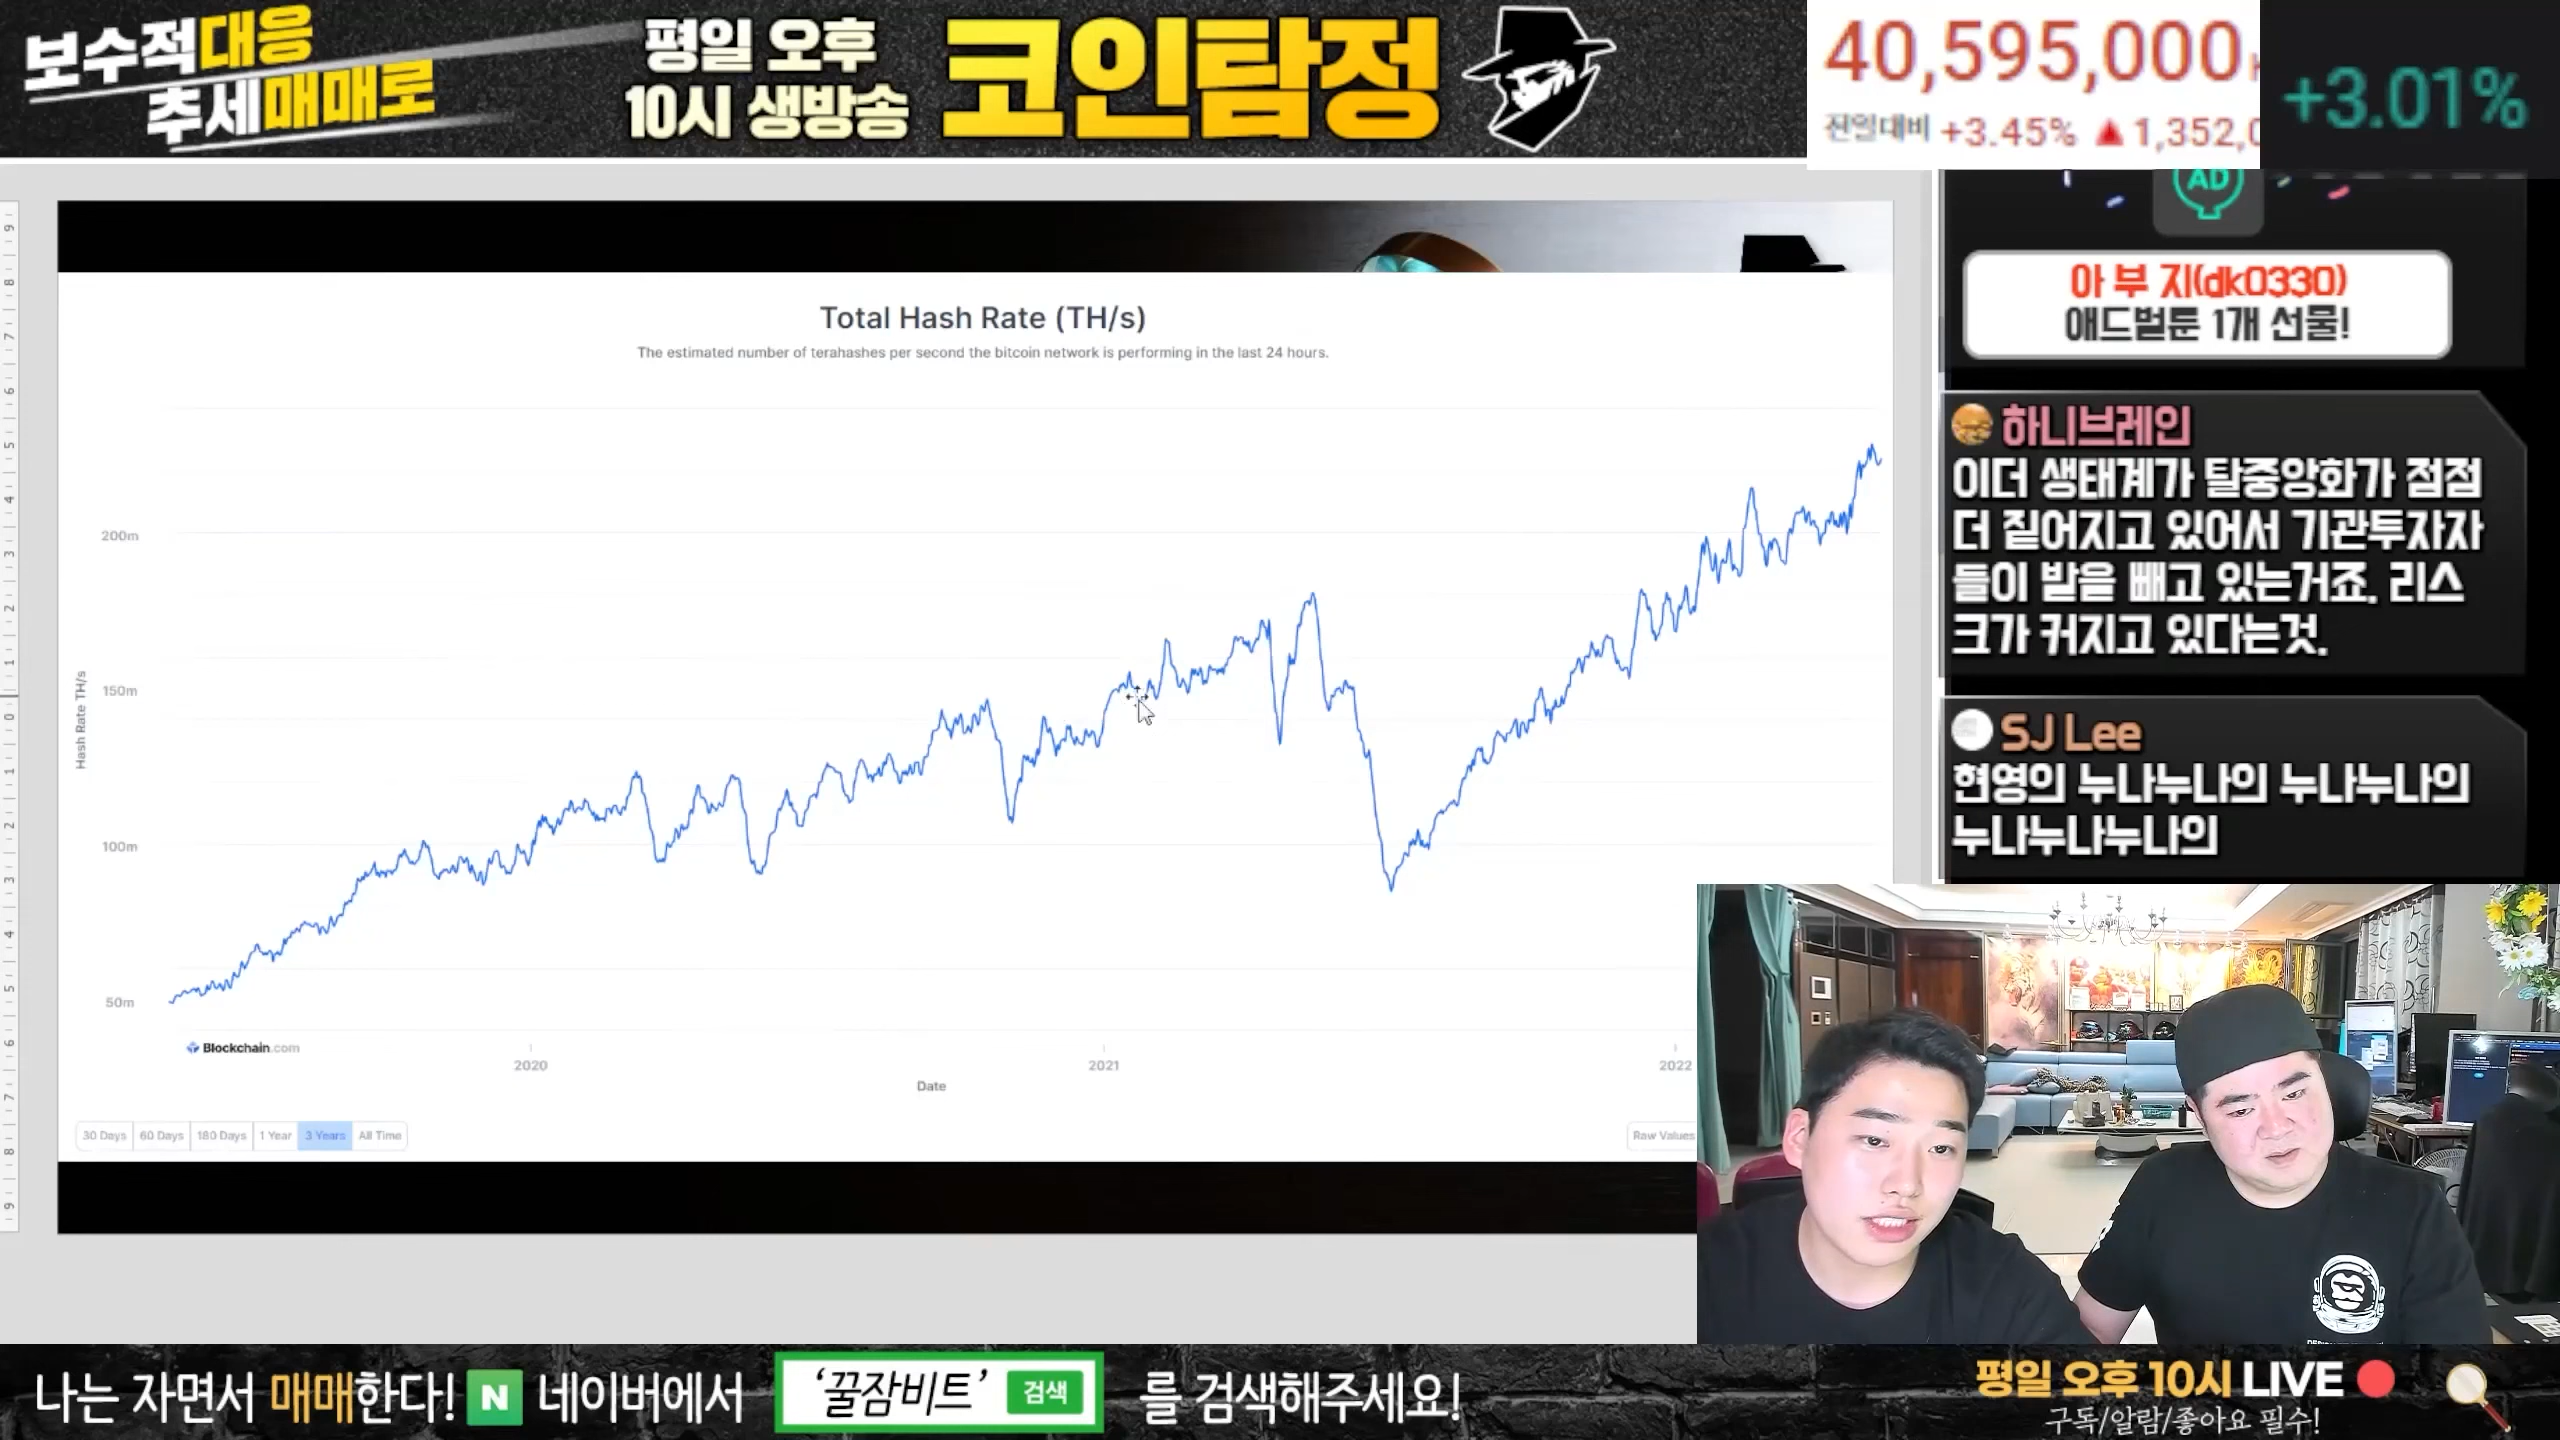 보수적대응
추세매매로
평일 오후
10시 생방송
코인탐정
40,595,000
전일대비 +3.45% ▲ 1,352,0
+3.01%
AD
아 부 지(dk0330)
애드벌툰 1개 선물!
하니브레인
이더 생태계가 탈중앙화가 점점
더 짙어지고 있어서 기관투자자
들이 발을 빼고 있는거죠. 리스
크가 커지고 있다는것.
SJ Lee
현영의 누나누나의 누나누나의
누나누나누나의
Total Hash Rate (TH/s)
The estimated number of terahashes per second the bitcoin network is performing in the last 24 hours.
Hash Rate TH/s
200m
150m
100m
50m
Blockchain.com
2020
2021
2022
Date
30 Days
60 Days
180 Days
1 Year
3 Years
All Time
Raw Values
나는 자면서 매매한다! N 네이버에서 '꿀잠비트' 검색 를 검색해주세요!
평일 오후 10시 LIVE
구독/알람/좋아요 필수!